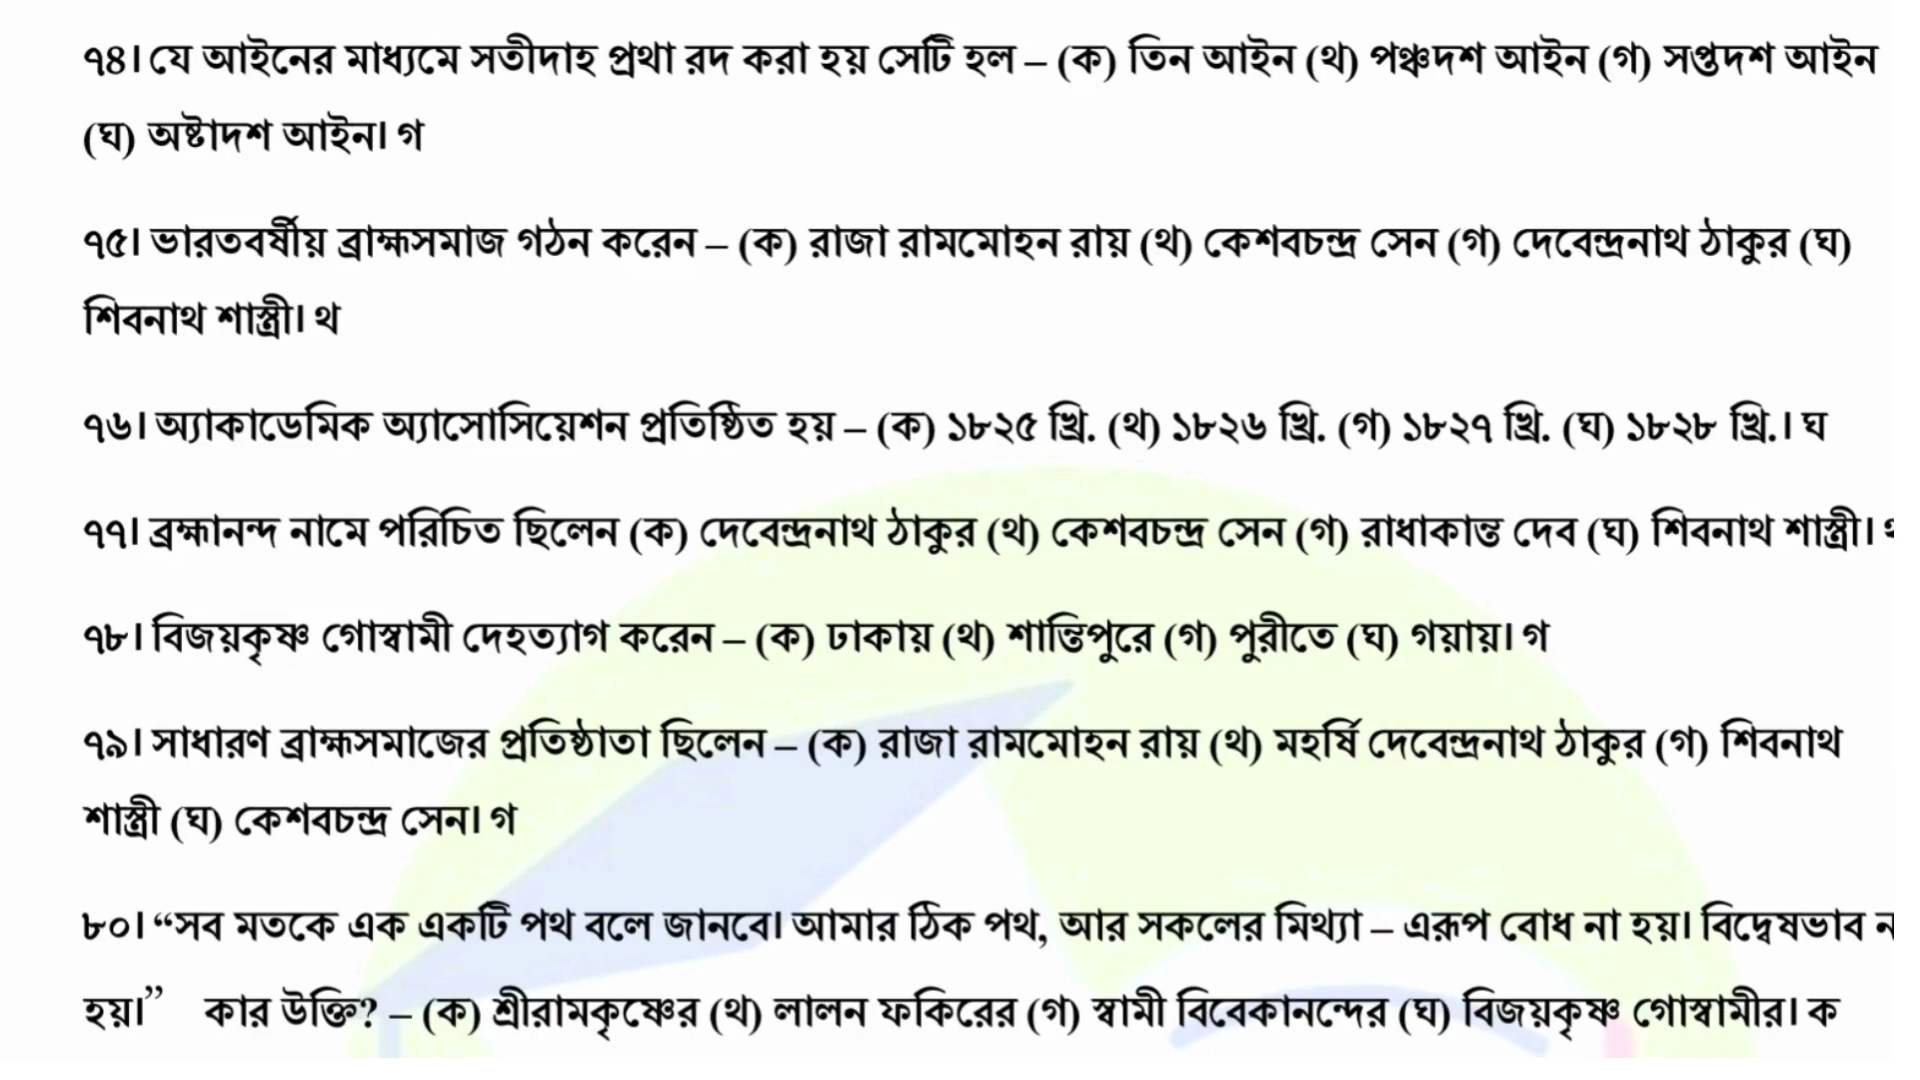 ৭৪। যে আইনের মাধ্যমে সতীদাহ প্রথা রদ করা হয় সেটি হল – (ক) তিন আইন (থ) পঞ্চদশ আইন (গ) সপ্তদশ আইন
(ঘ) অষ্টাদশ আইন। গ
৭৫। ভারতবর্ষীয় ব্রাহ্মসমাজ গঠন করেন – (ক) রাজা রামমোহন রায় (থ) কেশবচন্দ্র সেন (গ) দেবেন্দ্রনাথ ঠাকুর (ঘ)
শিবনাথ শাস্ত্রী। থ
৭৬। অ্যাকাডেমিক অ্যাসোসিয়েশন প্রতিষ্ঠিত হয় – (ক) ১৮২৫ খ্রি. (থ) ১৮২৬ খ্রি. (গ) ১৮২৭ খ্রি. (ঘ) ১৮২৮ খ্রি.। ঘ
৭৭। ব্রহ্মানন্দ নামে পরিচিত ছিলেন (ক) দেবেন্দ্রনাথ ঠাকুর (থ) কেশবচন্দ্র সেন (গ) রাধাকান্ত দেব (ঘ) শিবনাথ শাস্ত্রী।
৭৮। বিজয়কৃষ্ণ গোস্বামী দেহত্যাগ করেন – (ক) ঢাকায় (থ) শান্তিপুরে (গ) পুরীতে (ঘ) গয়ায়। গ
৭৯। সাধারণ ব্রাহ্মসমাজের প্রতিষ্ঠাতা ছিলেন – (ক) রাজা রামমোহন রায় (থ) মহর্ষি দেবেন্দ্রনাথ ঠাকুর (গ) শিবনাথ
শাস্ত্রী (ঘ) কেশবচন্দ্র সেন। গ
৮০। “সব মতকে এক একটি পথ বলে জানবে। আমার ঠিক পথ, আর সকলের মিথ্যা – এরূপ বোধ না হয়। বিদ্বেষভাব
হয়।” কার উক্তি? – (ক) শ্রীরামকৃষ্ণের (থ) লালন ফকিরের (গ) স্বামী বিবেকানন্দের (ঘ) বিজয়কৃষ্ণ গোস্বামীর। ক